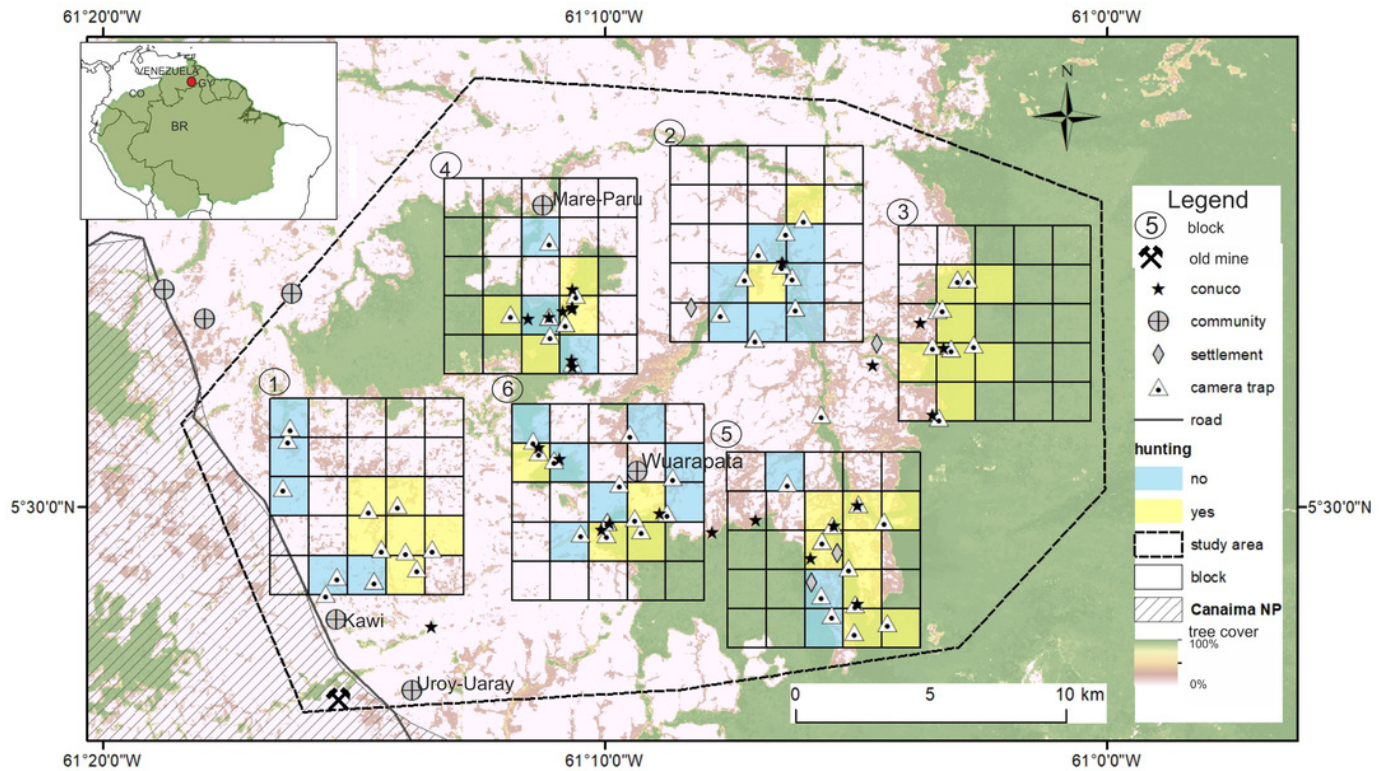 61°20'0"W 61°10'0"W 61°0'0"W
VENEZUELA
GY
CO
BR
N
2
4
Mare-Paru
3
Legend
5 block
old mine
conuco
community
settlement
camera trap
road
hunting
no
yes
study area
block
Canaima NP
tree cover
100%
0%
1
6
5
Wuarapata
5°30'0"N 5°30'0"N
Kawi
Uroy-Uaray
0 5 10 km
61°20'0"W 61°10'0"W 61°0'0"W